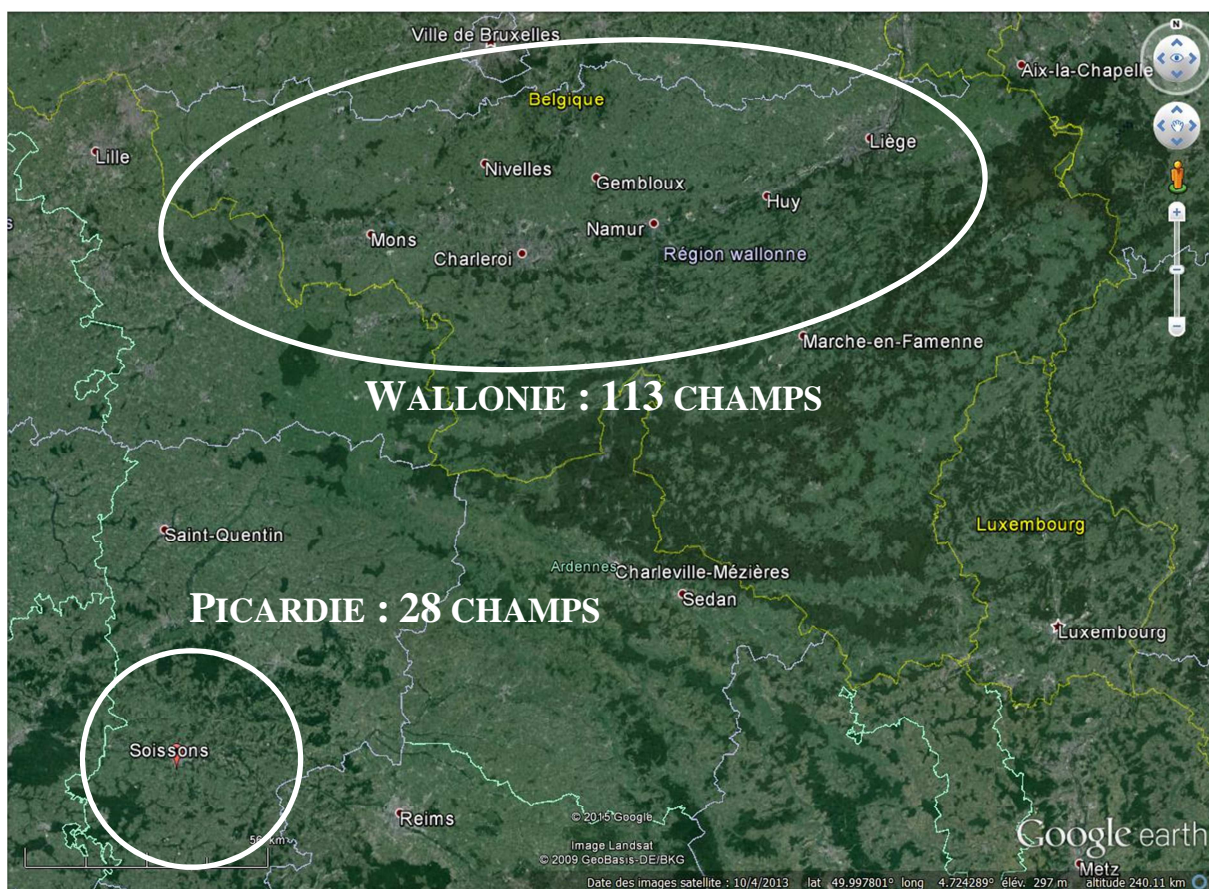 Ville de Bruxelles
N
Aix-la-Chapelle
Belgique
Lille
Liège
Nivelles
Gembloux
Huy
Namur
Mons
Charleroi
Région wallonne
s
Marche-en-Famenne
WALLONIE : 113 CHAMPS
Saint-Quentin
Luxembourg
Ardennes
Charleville-Mézières
Sedan
PICARDIE : 28 CHAMPS
Luxembourg
Soissons
Reims
© 2015 Google
Image Landsat
© 2009 GeoBasis-DE/BKG
Google earth
km
Metz
Date des images satellite : 10/4/2013 lat 49.997801° long 4.724289° élév. 297 m altitude 240.11 km